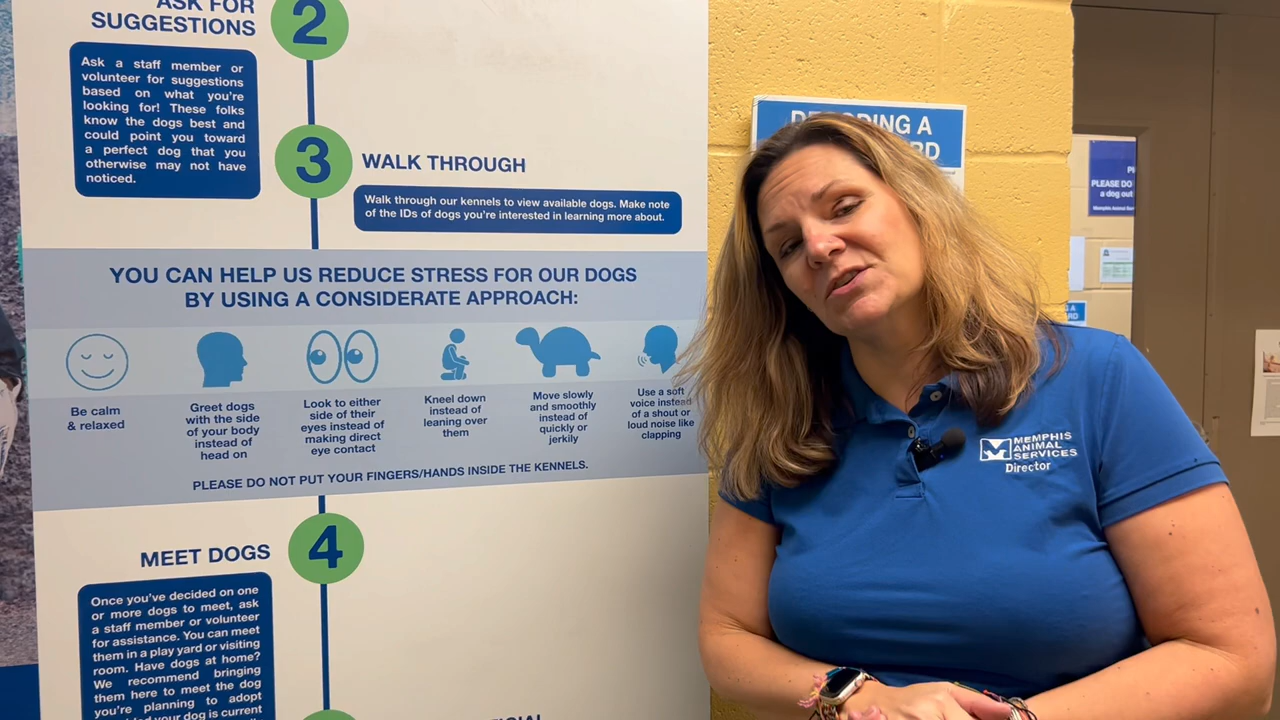 ASK FOR
SUGGESTIONS
2
Ask a staff member or
volunteer for suggestions
based on what you're
looking for! These folks
know the dogs best and
could point you toward
a perfect dog that you
otherwise may not have
noticed.
3
WALK THROUGH
Walk through our kennels to view available dogs. Make note
of the IDs of dogs you're interested in learning more about.
YOU CAN HELP US REDUCE STRESS FOR OUR DOGS
BY USING A CONSIDERATE APPROACH:
Be calm
& relaxed
Greet dogs
with the side
of your body
instead of
head on
Look to either
side of their
eyes instead of
making direct
eye contact
Kneel down
instead of
leaning over
them
Move slowly
and smoothly
instead of
quickly or
jerkily
Use a soft
voice instead
of a shout or
loud noise like
clapping
PLEASE DO NOT PUT YOUR FINGERS/HANDS INSIDE THE KENNELS.
4
MEET DOGS
Once you've decided on one
or more dogs to meet, ask
a staff member or volunteer
for assistance. You can meet
them in a play yard or visiting
room. Have dogs at home?
We recommend bringing
them here to meet the dog
you're planning to adopt
your dog is current
A
MEMPHIS
ANIMAL
SERVICES
Director
PLEASE DO
a dog out